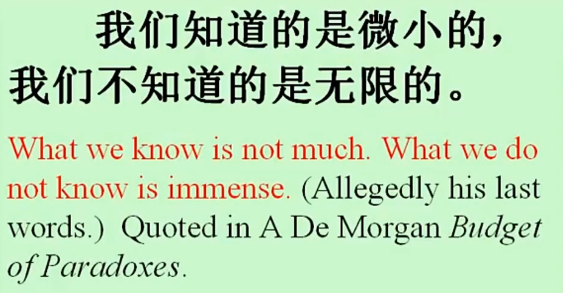 我们知道的是微小的，
我们不知道的是无限的。
What we know is not much. What we do
not know is immense. (Allegedly his last
words.) Quoted in A De Morgan Budget
of Paradoxes.